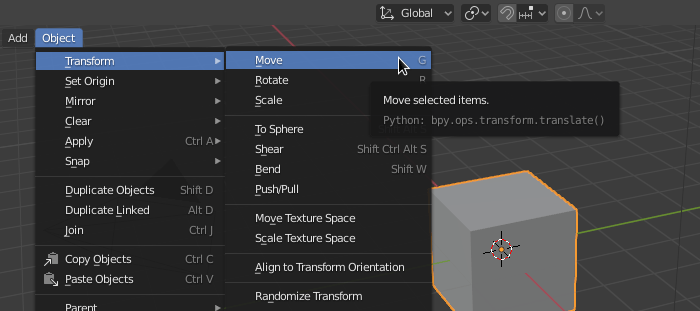 Global
Add Object
Transform
Set Origin
Mirror
Clear
Apply Ctrl A
Snap
Duplicate Objects Shift D
Duplicate Linked Alt D
Join Ctrl J
Copy Objects Ctrl C
Paste Objects Ctrl V
Parent
Move G
Rotate R
Scale
To Sphere
Shear Shift Ctrl Alt S
Bend Shift W
Push/Pull
Move Texture Space
Scale Texture Space
Align to Transform Orientation
Randomize Transform
Move selected items.
Python: bpy.ops.transform.translate()